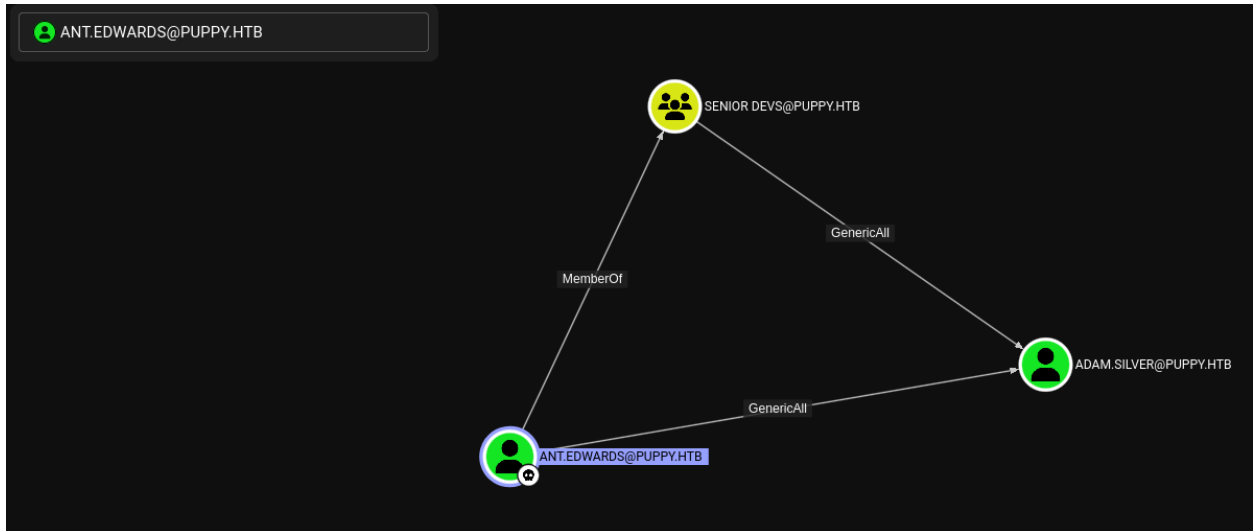 ANT.EDWARDS@PUPPY.HTB
SENIOR DEVS@PUPPY.HTB
GenericAll
MemberOf
ADAM.SILVER@PUPPY.HTB
GenericAll
ANT.EDWARDS@PUPPY.HTB